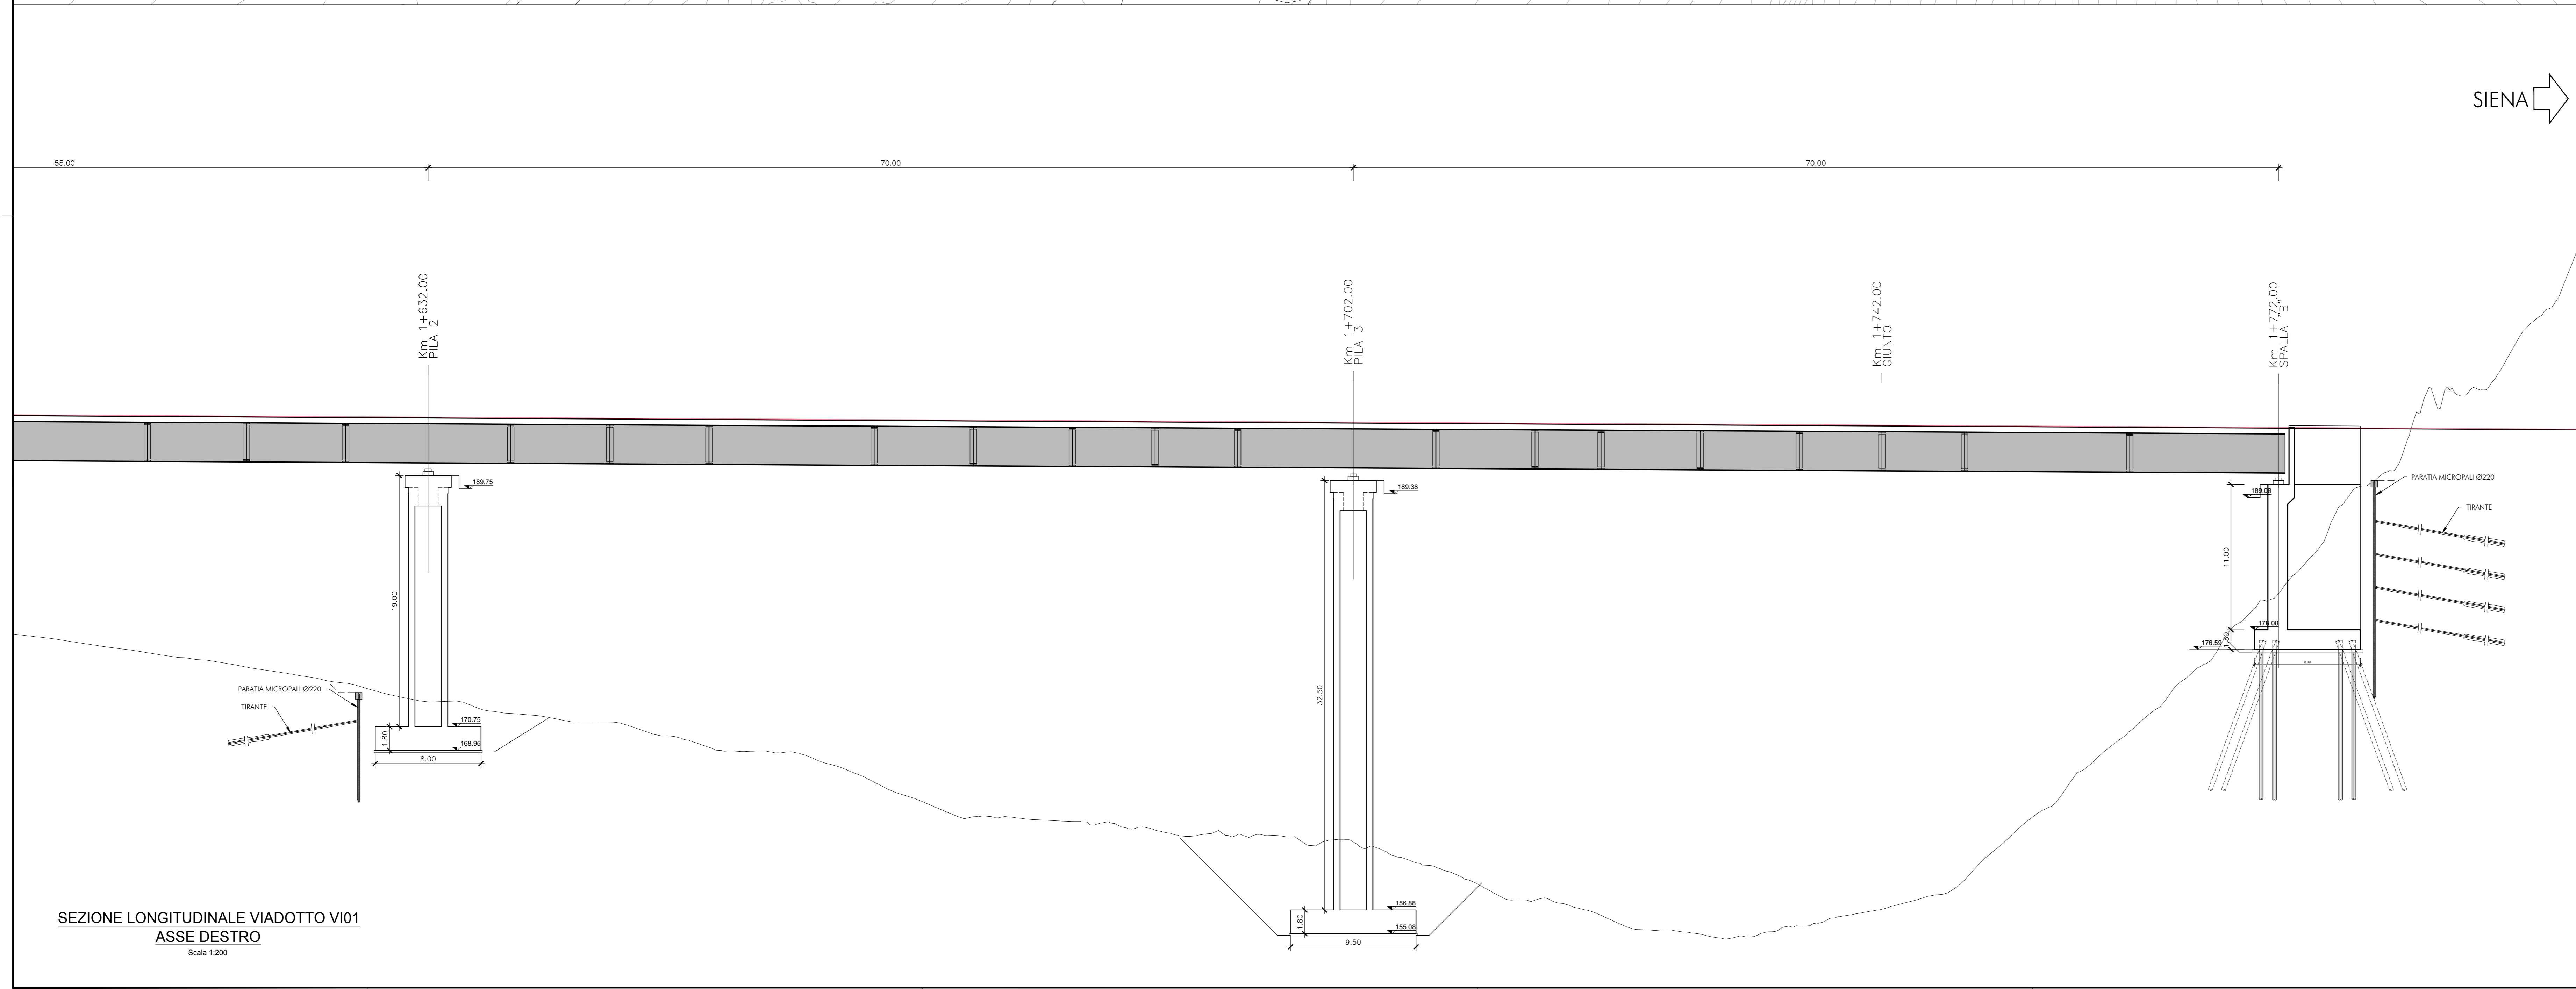 SIENA
55.00
70.00
70.00
Km 1+632.00
PILA 2
Km 1+702.00
PILA 3
Km 1+742.00
GIUNTO
Km 1+772.00
SPALLA "B"
189.75
189.38
189.08
PARATIA MICROPALI Ø220
TIRANTE
19.00
32.50
11.00
178.08
1.50
176.59
PARATIA MICROPALI Ø220
TIRANTE
170.75
1.80
168.95
8.00
156.88
1.80
155.08
9.50
SEZIONE LONGITUDINALE VIADOTTO VI01
ASSE DESTRO
Scala 1:200